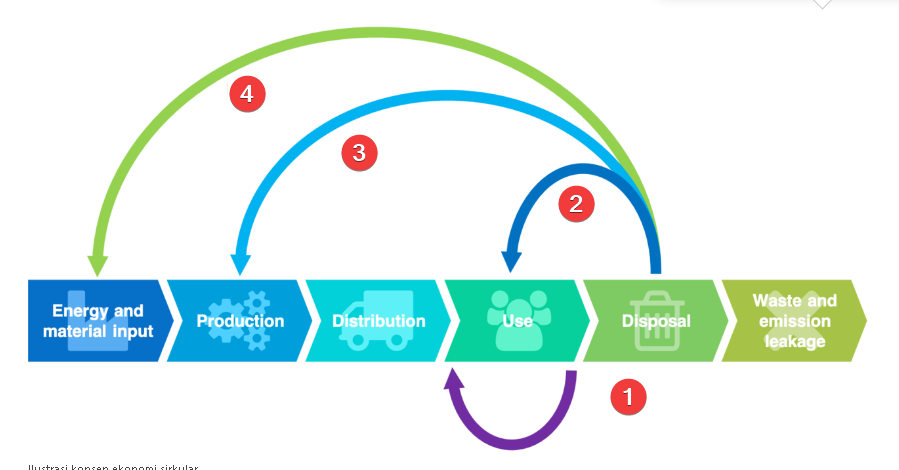 4
3
2
Energy and
material input
Production
Distribution
Use
Disposal
Waste and
emission
leakage
1
Ilustrasi konsep ekonomi sirkular